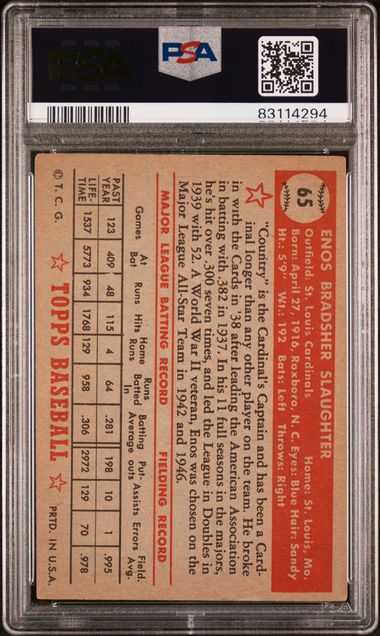 PSA
PSA
83114294
65
ENOS BRADSHER SLAUGHTER
Outfield: St. Louis Cardinals Home: St. Louis, Mo.
Born: April 27, 1916, Roxboro, N. C. Eyes: Blue Hair: Sandy
Ht.: 5'9" Wt.: 192 Bats: Left Throws: Right
"Country" is the Cardinal's Captain and has been a Card-
inal longer than any other player on the team. He broke
in with the Cards in '38 after leading the American Association
in batting with .382 in 1937. In his 11 full seasons in the majors,
he's hit over .300 seven times, and led the League in Doubles in
1939 with 52. A World War II veteran, Enos was chosen on the
Major League All-Star Team in 1942 and 1946.
MAJOR LEAGUE BATTING RECORD FIELDING RECORD
Games At Bat Runs Hits Home Runs Runs Batted In Batting Average Put- outs Assists Errors Field. Avg.
PAST YEAR 123 409 48 115 4 64 .281 198 10 1 .995
LIFE- TIME 1537 5773 934 1768 129 958 .306 2972 129 70 .978
© T. C. G. TOPPS BASEBALL PRTD. IN U.S.A.
PSA